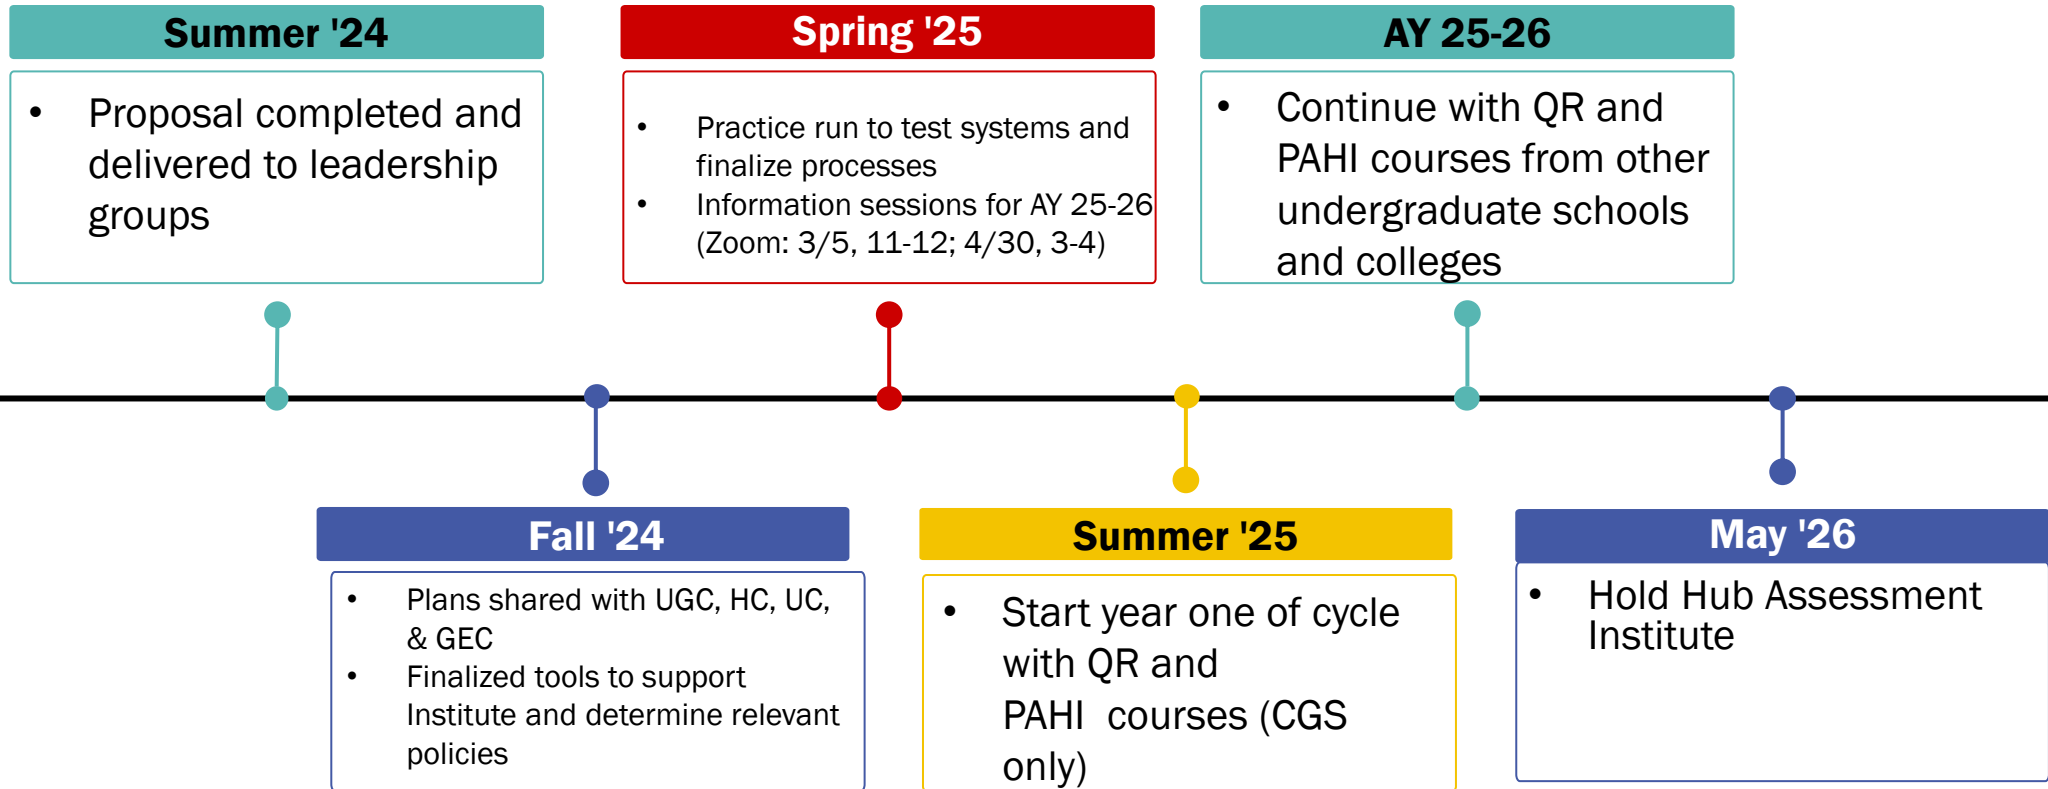 Summer '24
• Proposal completed and
delivered to leadership
groups
Fall '24
• Plans shared with UGC, HC, UC,
& GEC
• Finalized tools to support
Institute and determine relevant
policies
Spring '25
• Practice run to test systems and
finalize processes
• Information sessions for AY 25-26
(Zoom: 3/5, 11-12; 4/30, 3-4)
Summer '25
• Start year one of cycle
with QR and
PAHI courses (CGS
only)
AY 25-26
• Continue with QR and
PAHI courses from other
undergraduate schools
and colleges
May '26
• Hold Hub Assessment
Institute